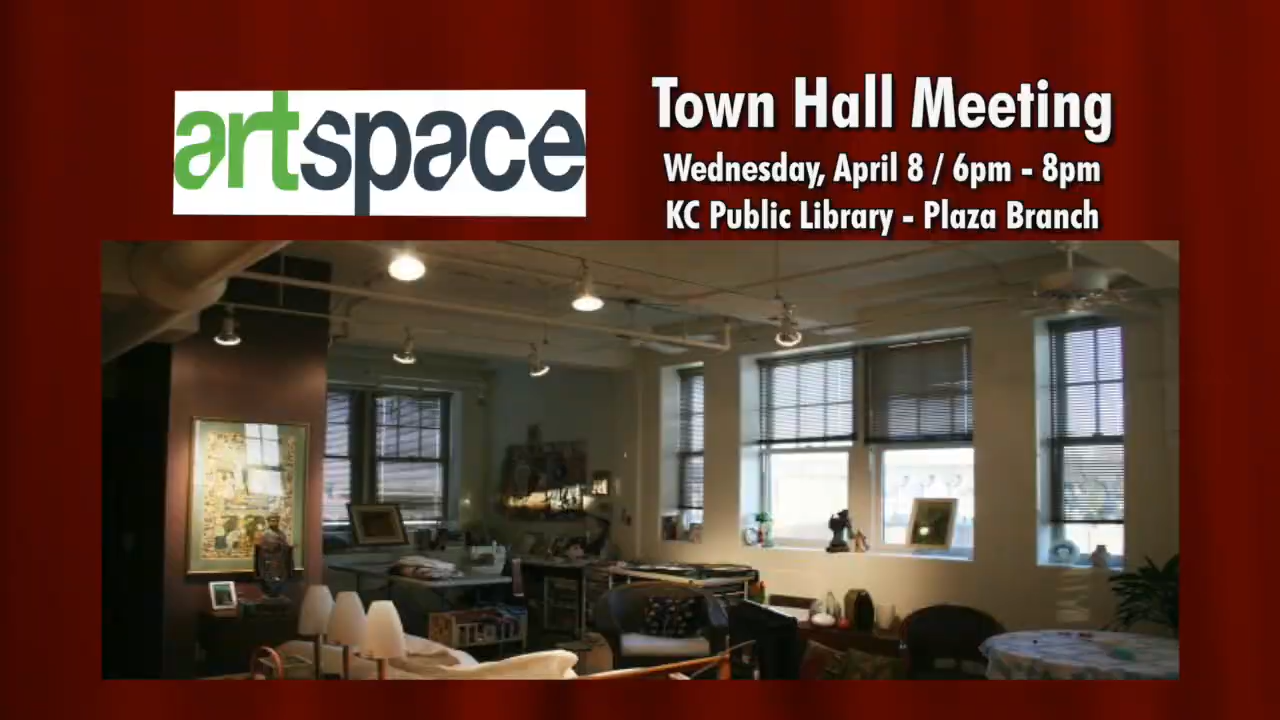 artspace
Town Hall Meeting
Wednesday, April 8 / 6pm - 8pm
KC Public Library - Plaza Branch